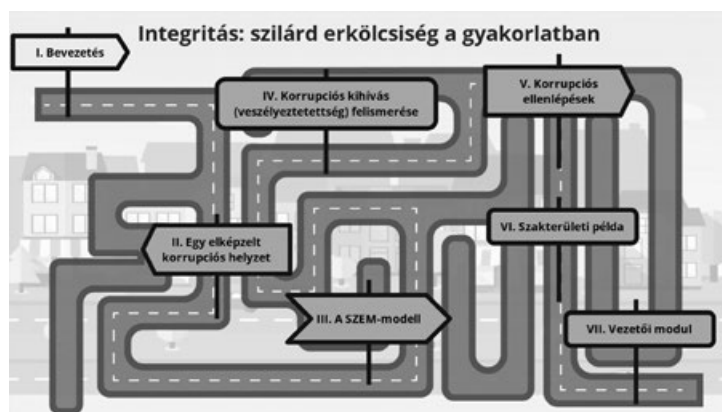 Integritás: szilárd erkölcsiség a gyakorlatban
I. Bevezetés
II. Egy elképzelt
korrupciós helyzet
III. A SZEM-modell
IV. Korrupciós kihívás
(veszélyeztetettség) felismerése
V. Korrupciós
ellenlépések
VI. Szakterületi példa
VII. Vezetői modul